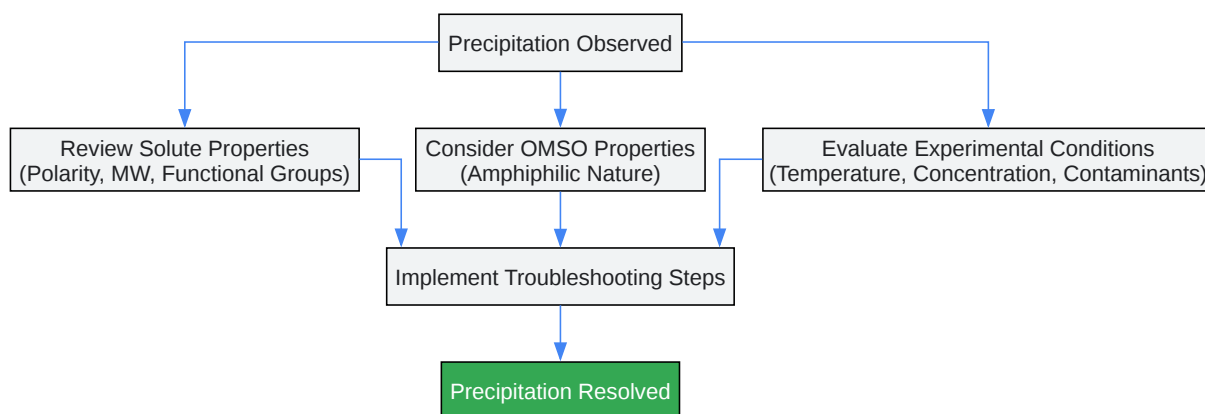 Precipitation Observed
Review Solute Properties
(Polarity, MW, Functional Groups)
Consider OMSO Properties
(Amphiphilic Nature)
Evaluate Experimental Conditions
(Temperature, Concentration, Contaminants)
Implement Troubleshooting Steps
Precipitation Resolved